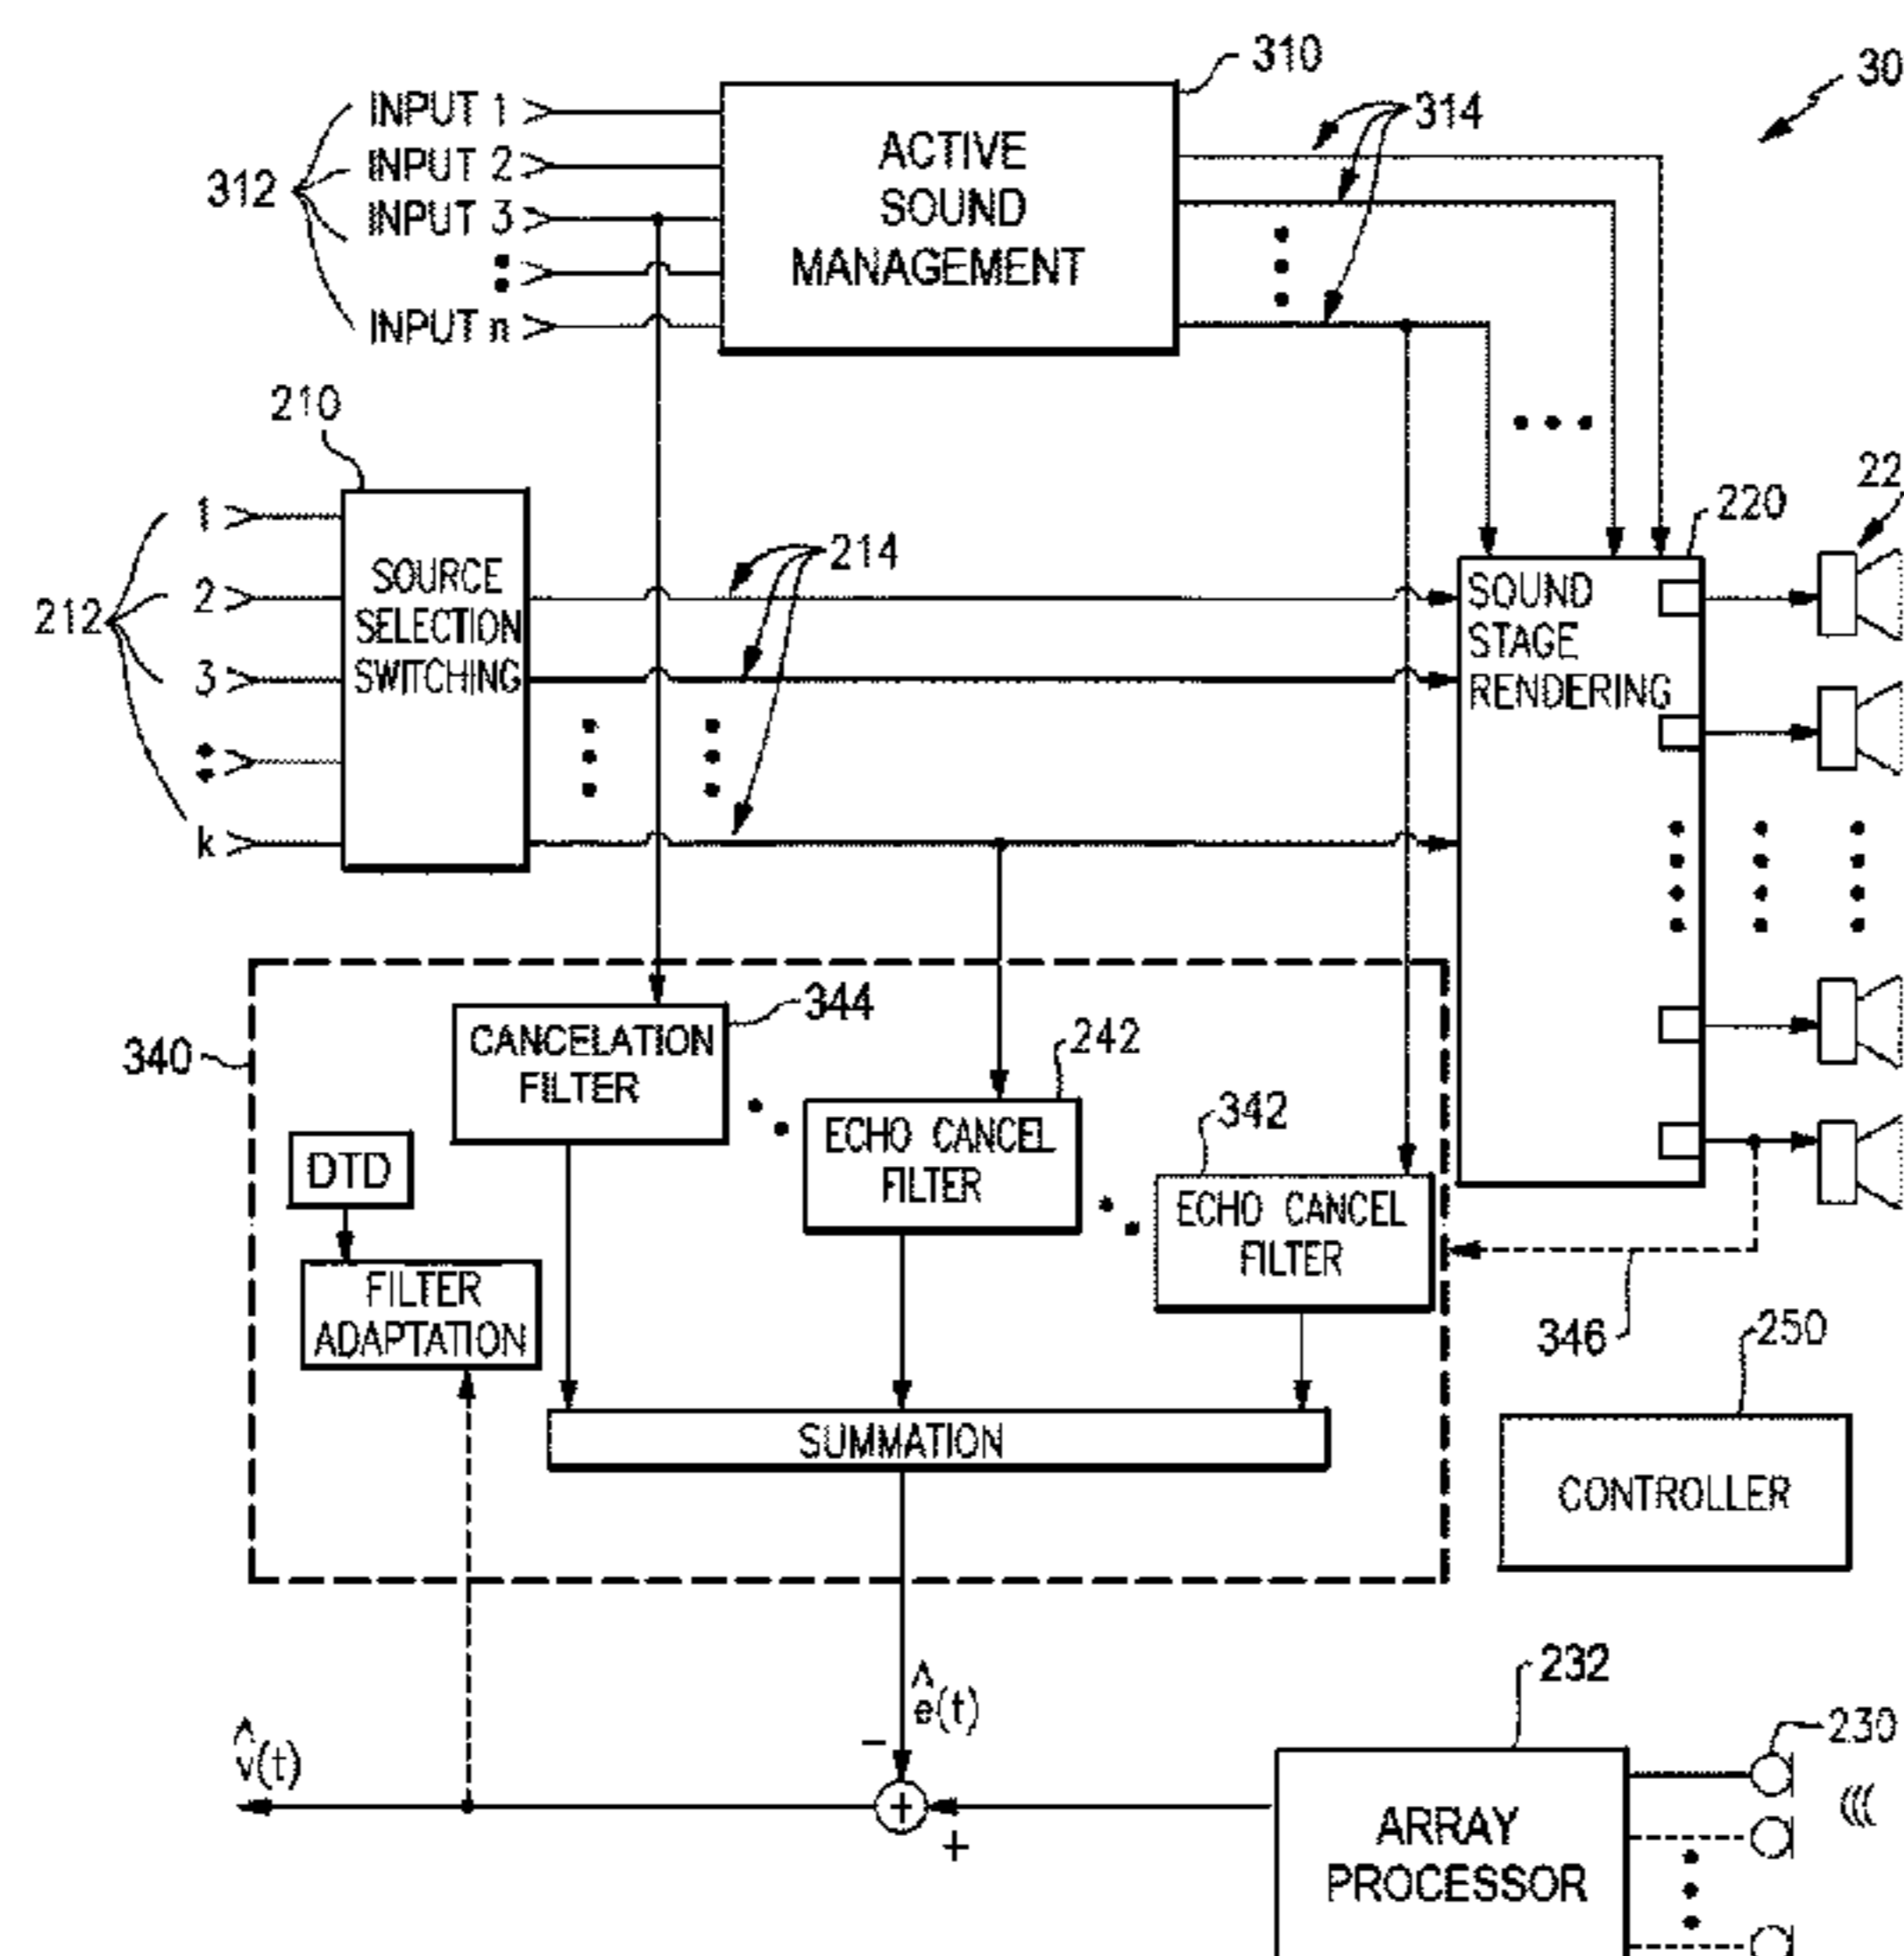 310
30
314
INPUT 1
INPUT 2
INPUT 3
INPUT n
312
ACTIVE
SOUND
MANAGEMENT
210
1
2
3
k
212
SOURCE
SELECTION
SWITCHING
214
220
22
SOUND
STAGE
RENDERING
340
344
CANCELATION
FILTER
242
ECHO CANCEL
FILTER
342
ECHO CANCEL
FILTER
DTD
FILTER
ADAPTATION
346
250
SUMMATION
CONTROLLER
232
230
ê(t)
−
v̂(t)
+
+
ARRAY
PROCESSOR